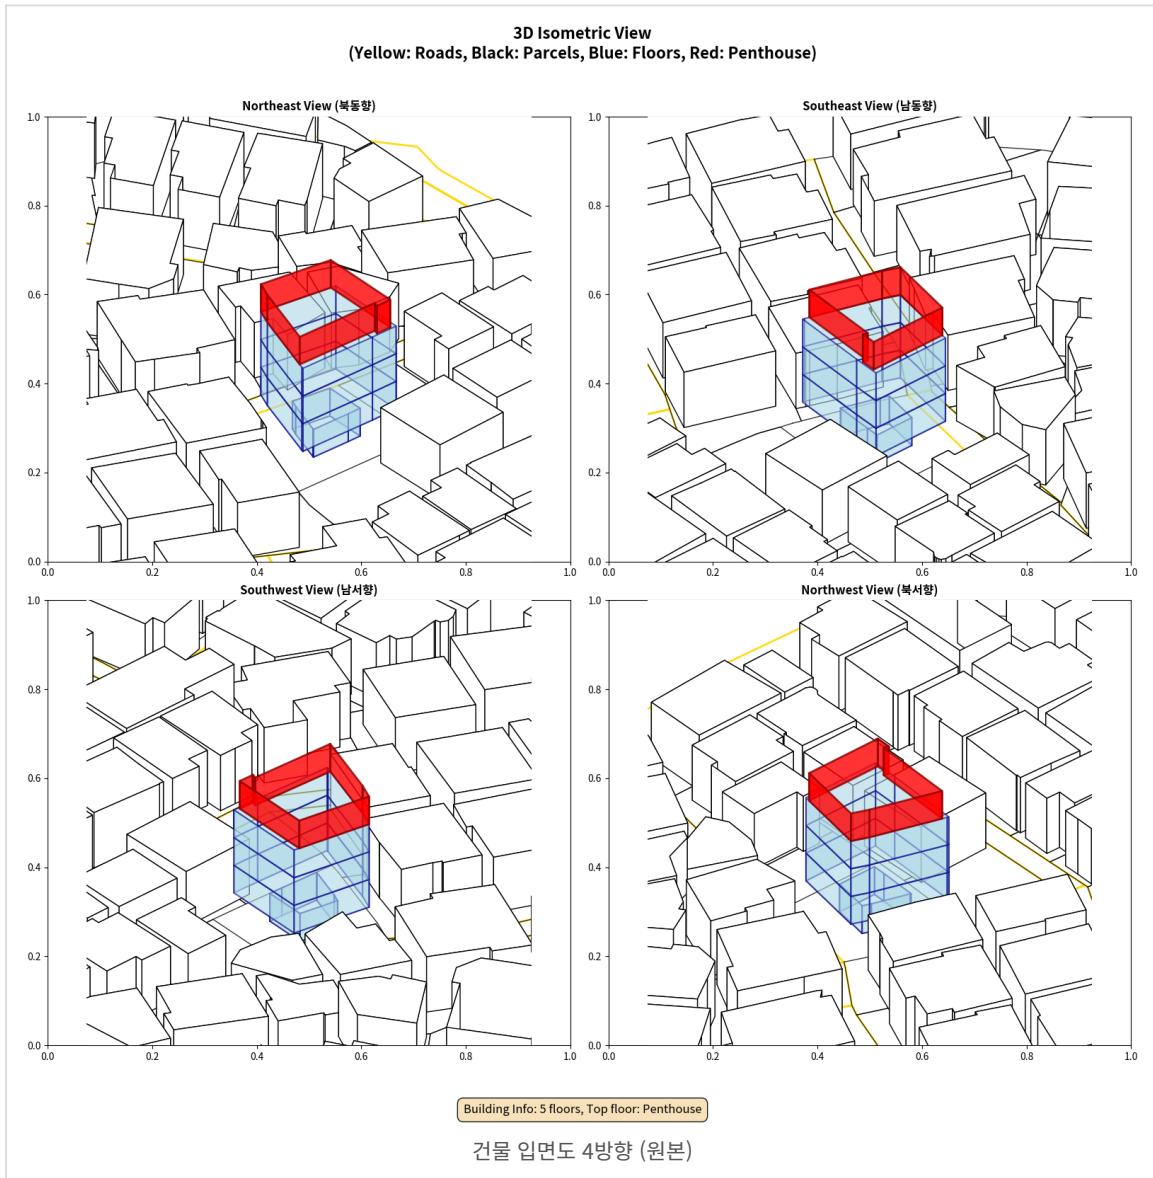 3D Isometric View
(Yellow: Roads, Black: Parcels, Blue: Floors, Red: Penthouse)
Northeast View (북동향)
1.0
0.8
0.6
0.4
0.2
0.0
0.0 0.2 0.4 0.6 0.8 1.0
Southeast View (남동향)
1.0
0.8
0.6
0.4
0.2
0.0
0.2 0.4 0.6 0.8 1.0
Southwest View (남서향)
1.0
0.8
0.6
0.4
0.2
0.0
0.0 0.2 0.4 0.6 0.8 1.0
Northwest View (북서향)
1.0
0.8
0.6
0.4
0.2
0.0
0.0 0.2 0.4 0.6 0.8 1.0
Building Info: 5 floors, Top floor: Penthouse
건물 입면도 4방향 (원본)